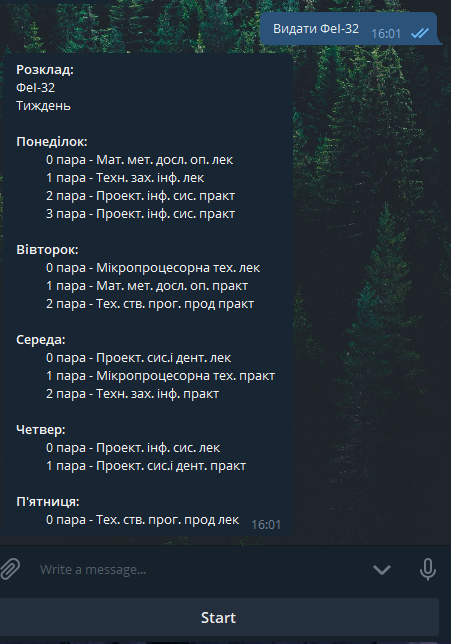 Видати ФеІ-32
16:01
Розклад:
ФеІ-32
Тиждень
Понеділок:
0 пара - Мат. мет. досл. оп. лек
1 пара - Техн. зах. інф. лек
2 пара - Проект. інф. сис. практ
3 пара - Проект. інф. сис. практ
Вівторок:
0 пара - Мікропроцесорна тех. лек
1 пара - Мат. мет. досл. оп. практ
2 пара - Тех. ств. прог. прод практ
Середа:
0 пара - Проект. сис.і дент. лек
1 пара - Мікропроцесорна тех. практ
2 пара - Техн. зах. інф. практ
Четвер:
0 пара - Проект. інф. сис. лек
1 пара - Проект. сис.і дент. практ
П'ятниця:
0 пара - Тех. ств. прог. прод лек
16:01
Write a message...
Start